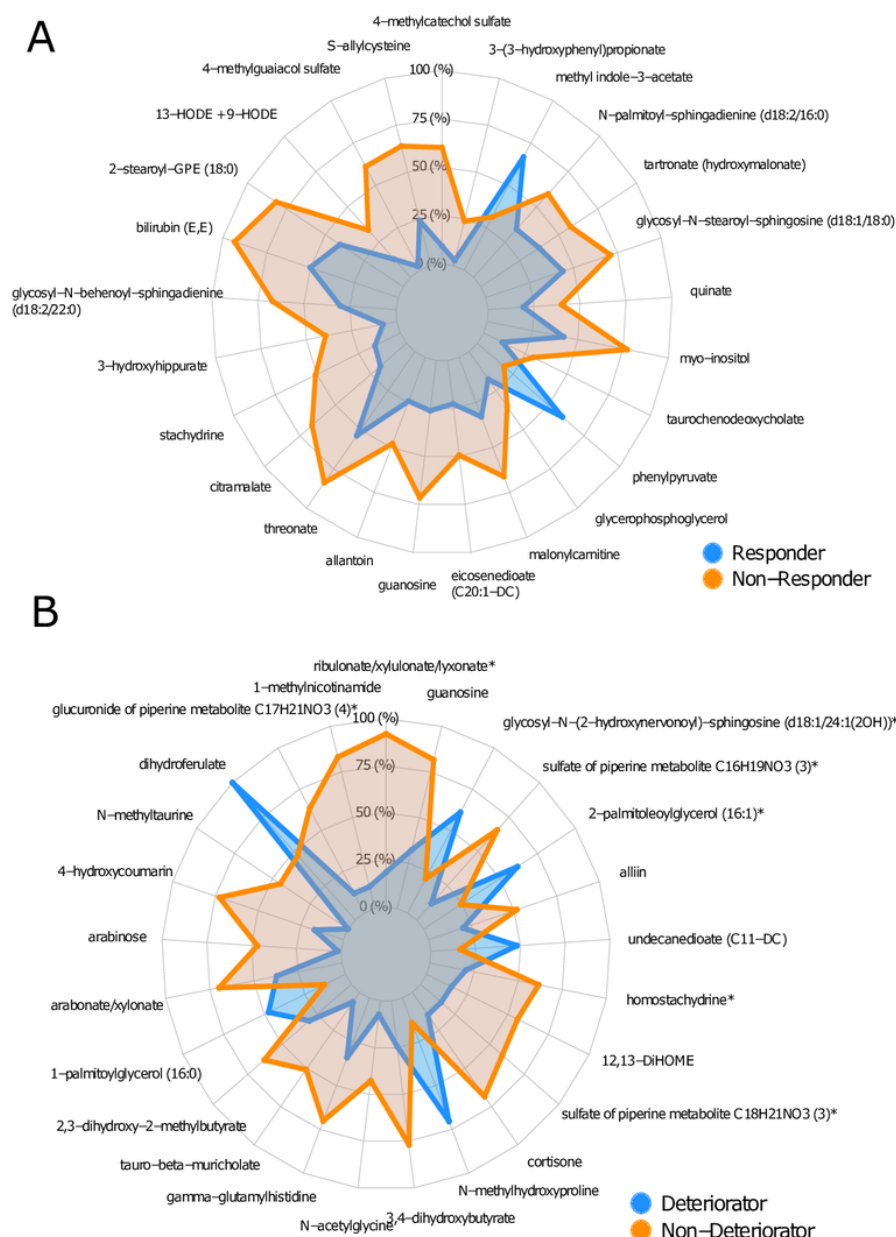 A
4−methylcatechol sulfate
S−allylcysteine
3−(3−hydroxyphenyl)propionate
4−methylguaiacol sulfate
100 (%)
methyl indole−3−acetate
13−HODE +9−HODE
75 (%)
N−palmitoyl−sphingadienine (d18:2/16:0)
2−stearoyl−GPE (18:0)
50 (%)
tartronate (hydroxymalonate)
bilirubin (E,E)
25 (%)
glycosyl−N−stearoyl−sphingosine (d18:1/18:0)
0 (%)
glycosyl−N−behenoyl−sphingadienine
(d18:2/22:0)
quinate
3−hydroxyhippurate
myo−inositol
stachydrine
taurochenodeoxycholate
citramalate
phenylpyruvate
threonate
glycerophosphoglycerol
allantoin
malonylcarnitine
guanosine
eicosenedioate
(C20:1−DC)
Responder
Non−Responder
B
ribulonate/xylulonate/lyxonate*
1−methylnicotinamide
guanosine
glucuronide of piperine metabolite C17H21NO3 (4)*
100 (%)
glycosyl−N−(2−hydroxynervonoyl)−sphingosine (d18:1/24:1(2OH))*
dihydroferulate
75 (%)
sulfate of piperine metabolite C16H19NO3 (3)*
N−methyltaurine
50 (%)
2−palmitoleoylglycerol (16:1)*
4−hydroxycoumarin
25 (%)
alliin
0 (%)
arabinose
undecanedioate (C11−DC)
arabonate/xylonate
homostachydrine*
1−palmitoylglycerol (16:0)
12,13−DiHOME
2,3−dihydroxy−2−methylbutyrate
sulfate of piperine metabolite C18H21NO3 (3)*
tauro−beta−muricholate
cortisone
gamma−glutamylhistidine
N−methylhydroxyproline
N−acetylglycine
3,4−dihydroxybutyrate
Deteriorator
Non−Deteriorator